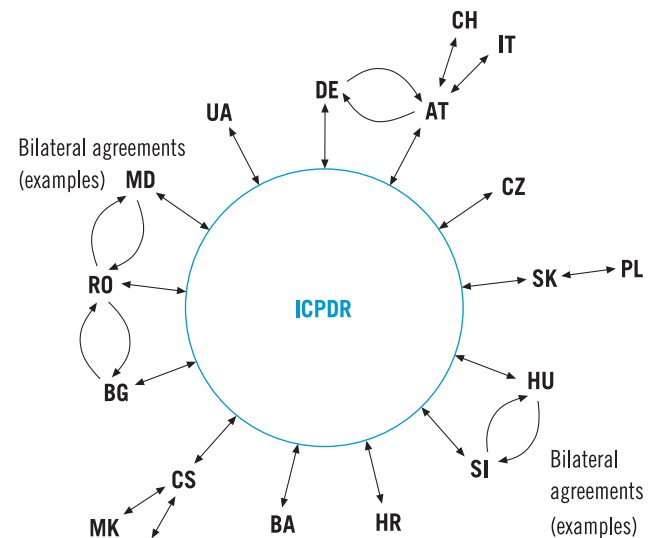 CH
IT
DE
AT
UA
Bilateral agreements
(examples)
MD
CZ
RO
SK
PL
ICPDR
BG
HU
SI
Bilateral
agreements
(examples)
CS
MK
BA
HR